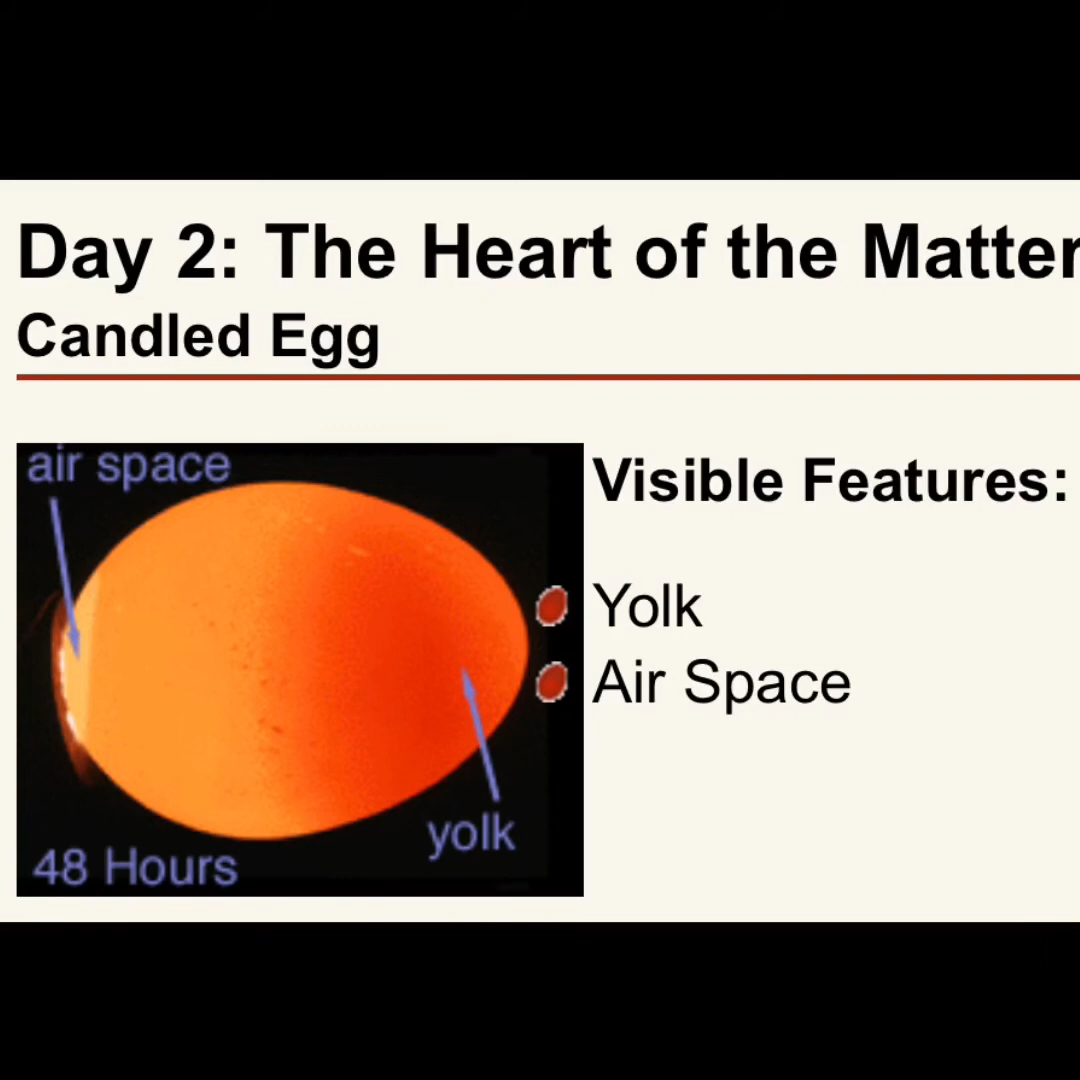 Day 2: The Heart of the Matter
Candled Egg
air space
Visible Features:
Yolk
Air Space
yolk
48 Hours